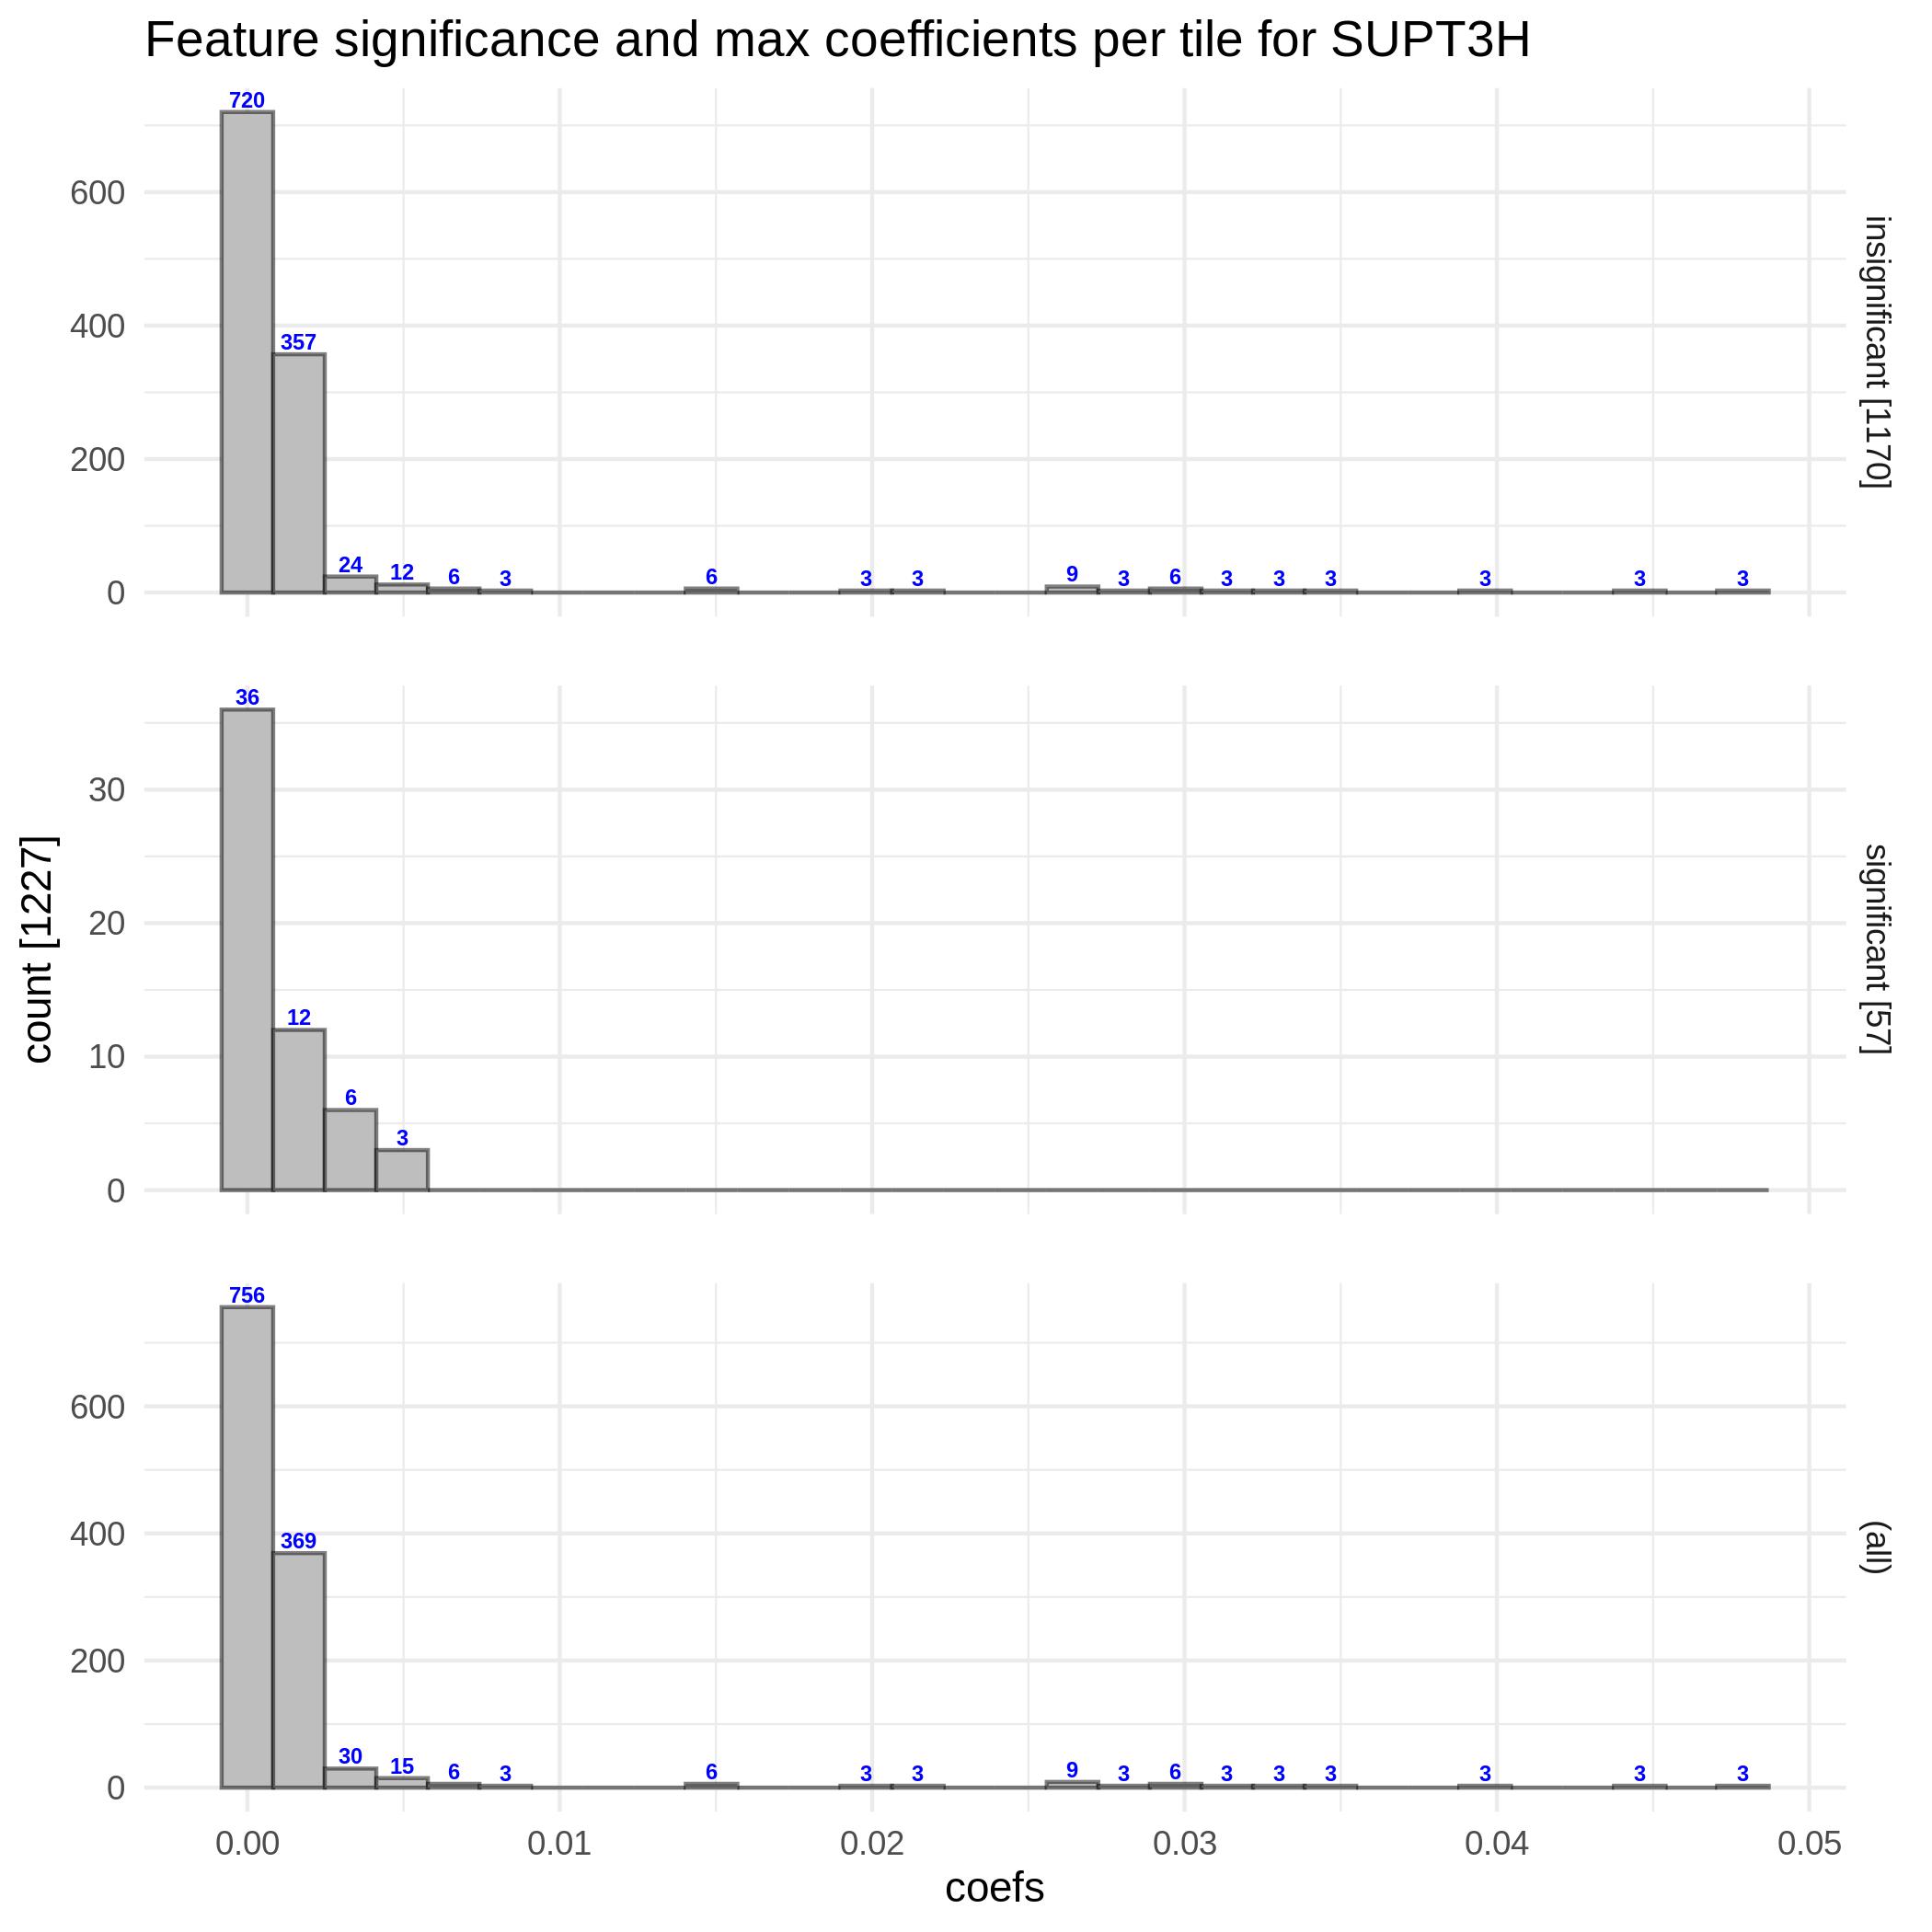 Feature significance and max coefficients per tile for SUPT3H
720
600
357
400
200
24 12 6 3 6 3 3 9 3 6 3 3 3 3 3 3
0
insignificant [1170]
36
30
20
12
10
6
3
0
significant [57]
count [1227]
756
600
369
400
200
30 15 6 3 6 3 3 9 3 6 3 3 3 3 3 3
0
(all)
0.00 0.01 0.02 0.03 0.04 0.05
coefs